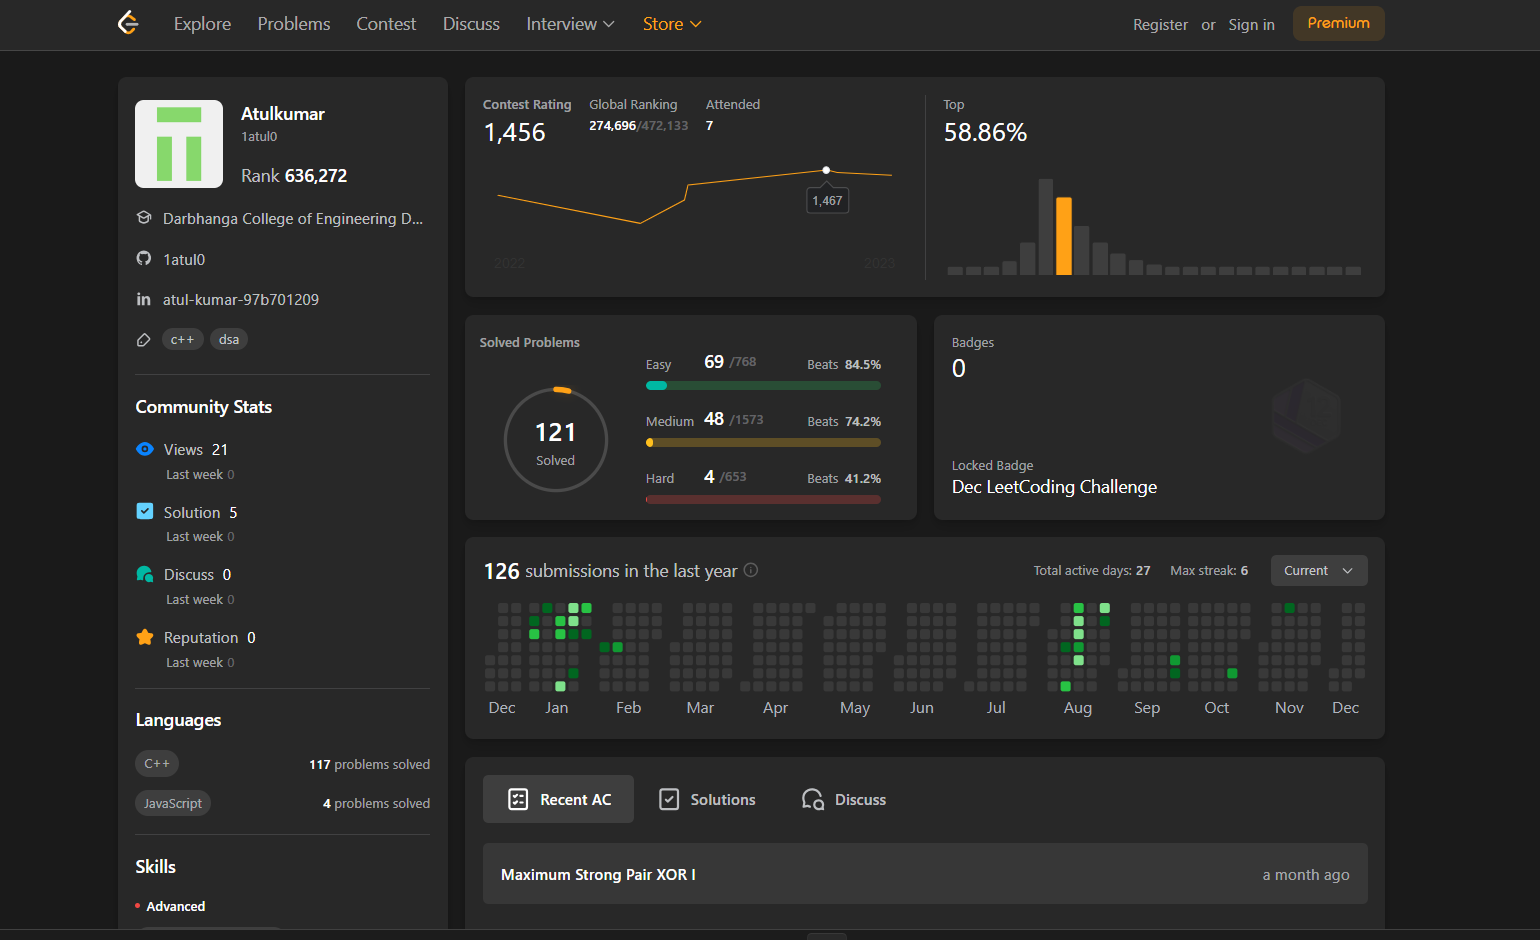 Explore Problems Contest Discuss Interview Store Register or Sign in Premium
Atulkumar
1atul0
Rank 636,272
Darbhanga College of Engineering D...
1atul0
atul-kumar-97b701209
c++ dsa
Community Stats
Views 21
Last week 0
Solution 5
Last week 0
Discuss 0
Last week 0
Reputation 0
Last week 0
Languages
C++ 117 problems solved
JavaScript 4 problems solved
Skills
Advanced
Contest Rating Global Ranking Attended
1,456 274,696/472,133 7
1,467
2022 2023
Top
58.86%
Solved Problems
121
Solved
Easy 69 /768 Beats 84.5%
Medium 48 /1573 Beats 74.2%
Hard 4 /653 Beats 41.2%
Badges
0
Locked Badge
Dec LeetCoding Challenge
126 submissions in the last year Total active days: 27 Max streak: 6 Current
Dec Jan Feb Mar Apr May Jun Jul Aug Sep Oct Nov Dec
Recent AC Solutions Discuss
Maximum Strong Pair XOR I a month ago